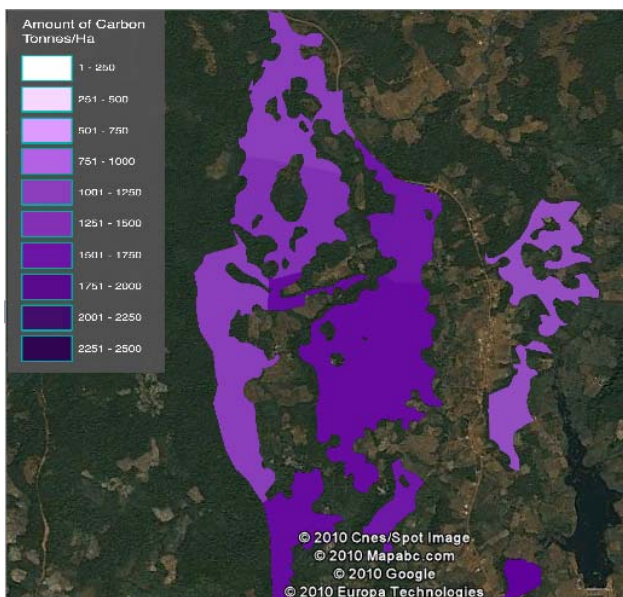 Amount of Carbon
Tonnes/Ha
1 - 250
251 - 500
501 - 750
751 - 1000
1001 - 1250
1251 - 1500
1501 - 1750
1751 - 2000
2001 - 2250
2251 - 2500
© 2010 Cnes/Spot Image
© 2010 Mapabc.com
© 2010 Google
© 2010 Europa Technologies